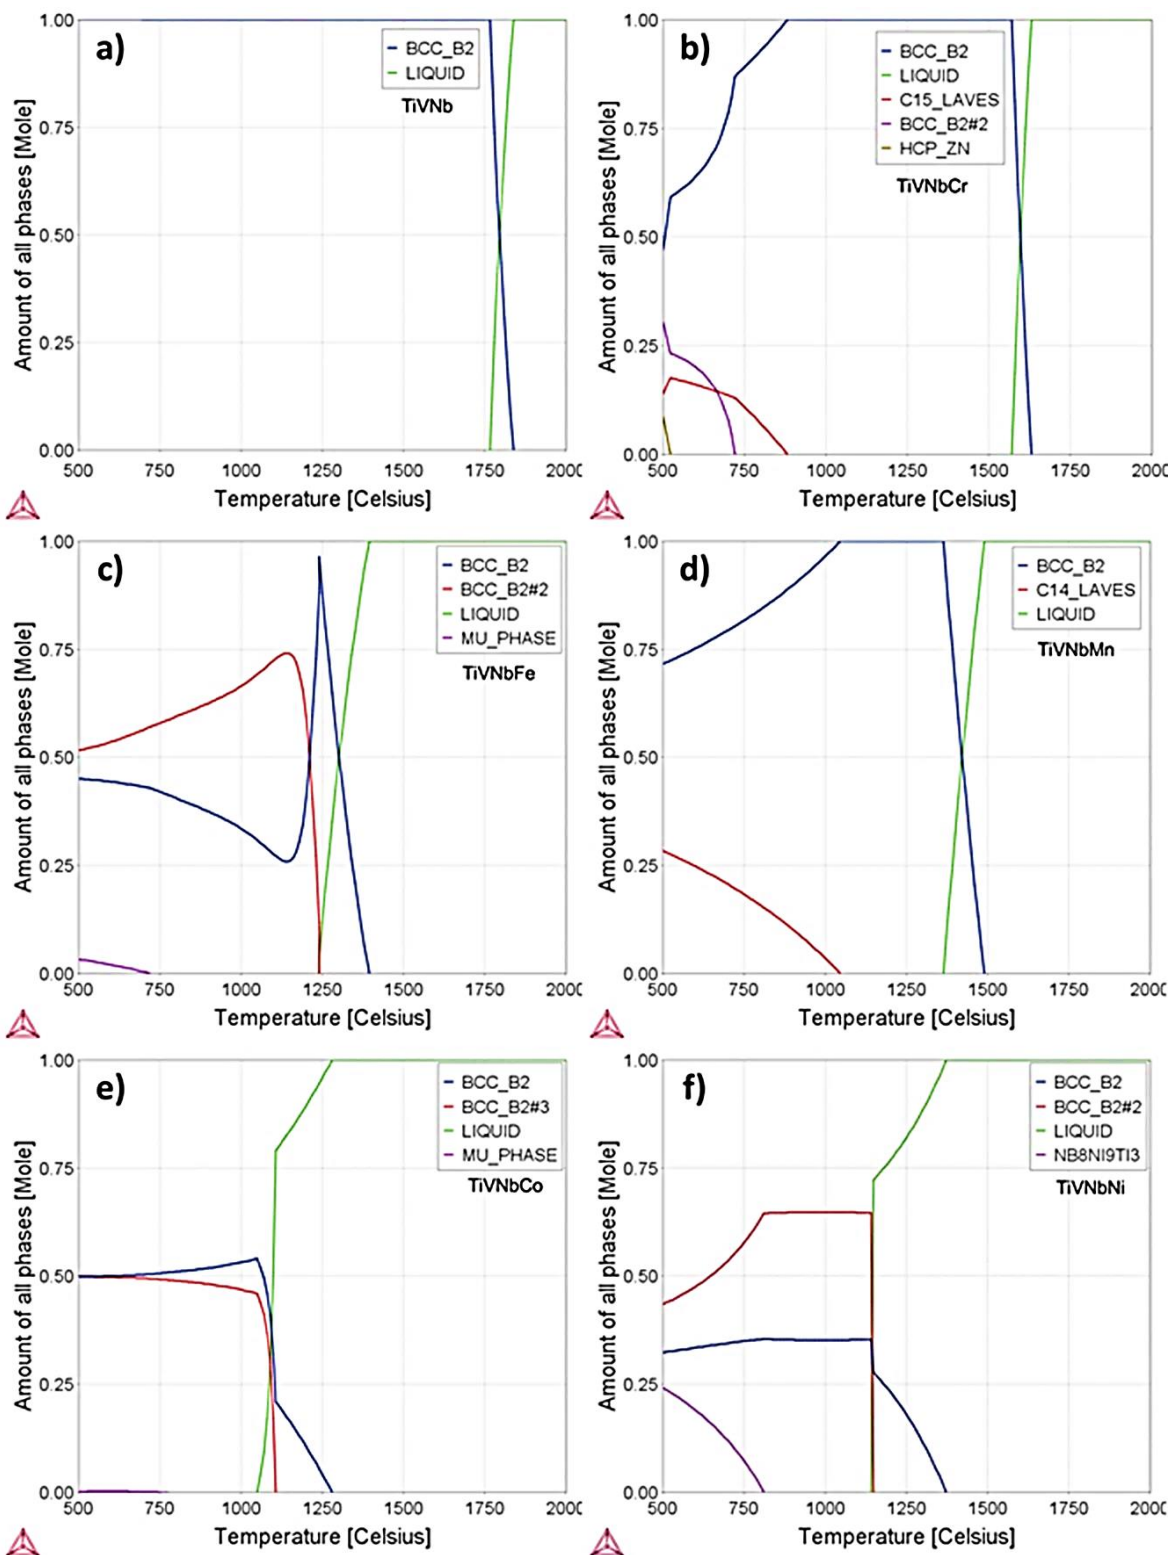 a)
BCC_B2
LIQUID
TiVNb
Amount of all phases [Mole]
1.00
0.75
0.50
0.25
0.00
500 750 1000 1250 1500 1750 2000
Temperature [Celsius]
b)
BCC_B2
LIQUID
C15_LAVES
BCC_B2#2
HCP_ZN
TiVNbCr
Amount of all phases [Mole]
1.00
0.75
0.50
0.25
0.00
500 750 1000 1250 1500 1750 2000
Temperature [Celsius]
c)
BCC_B2
BCC_B2#2
LIQUID
MU_PHASE
TiVNbFe
Amount of all phases [Mole]
1.00
0.75
0.50
0.25
0.00
500 750 1000 1250 1500 1750 2000
Temperature [Celsius]
d)
BCC_B2
C14_LAVES
LIQUID
TiVNbMn
Amount of all phases [Mole]
1.00
0.75
0.50
0.25
0.00
500 750 1000 1250 1500 1750 2000
Temperature [Celsius]
e)
BCC_B2
BCC_B2#3
LIQUID
MU_PHASE
TiVNbCo
Amount of all phases [Mole]
1.00
0.75
0.50
0.25
0.00
500 750 1000 1250 1500 1750 2000
Temperature [Celsius]
f)
BCC_B2
BCC_B2#2
LIQUID
NB8NI9TI3
TiVNbNi
Amount of all phases [Mole]
1.00
0.75
0.50
0.25
0.00
500 750 1000 1250 1500 1750 2000
Temperature [Celsius]